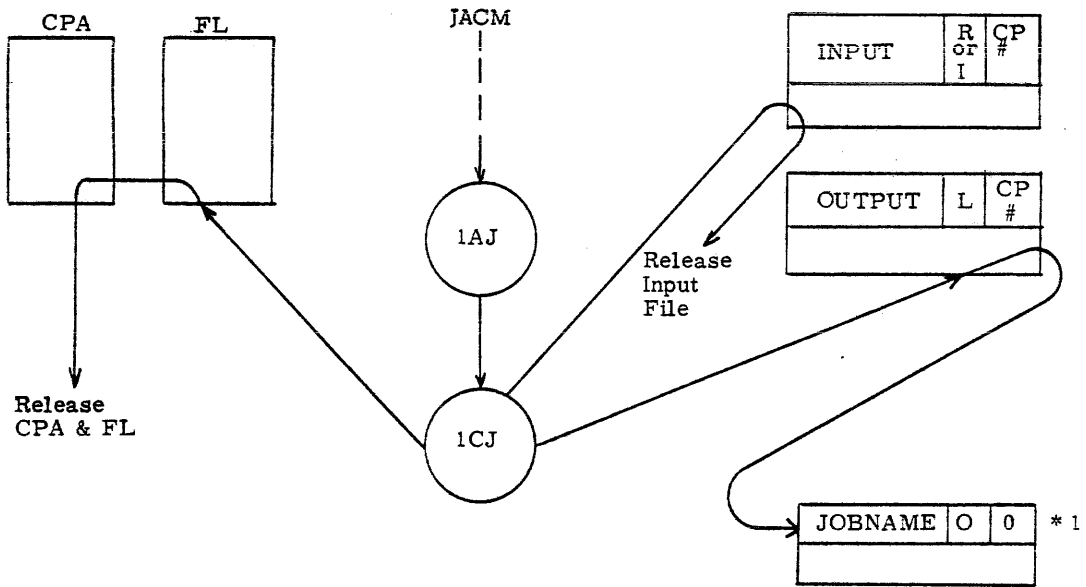 CPA
FL
JACM
INPUT
R
or
I
CP
#
OUTPUT
L
CP
#
1AJ
Release
Input
File
Release
CPA & FL
1CJ
JOBNAME
O
0
* 1